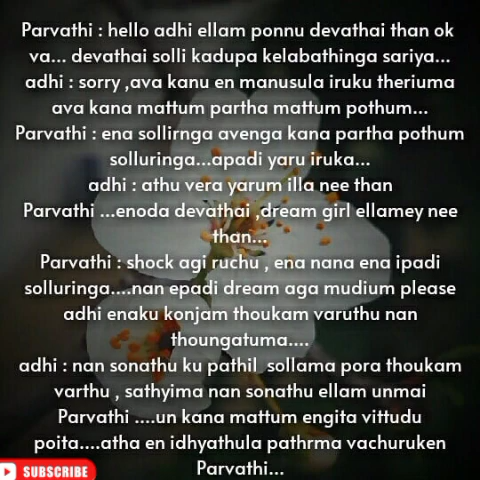 Parvathi : hello adhi ellam ponnu devathai than ok
va... devathai solli kadupa kelabathinga sariya...
adhi : sorry ,ava kanu en manusula iruku theriuma
ava kana mattum partha mattum pothum...
Parvathi : ena sollirnga avenga kana partha pothum
solluringa...apadi yaru iruka...
adhi : athu vera yarum illa nee than
Parvathi ...enoda devathai ,dream girl ellamey nee
than...
Parvathi : shock agi ruchu , ena nana ena ipadi
solluringa....nan epadi dream aga mudium please
adhi enaku konjam thoukam varuthu nan
thoungatuma....
adhi : nan sonathu ku pathil sollama pora thoukam
varthu , sathyima nan sonathu ellam unmai
Parvathi ....un kana mattum engita vittudu
poita....atha en idhyathula pathrma vachuruken
Parvathi...
SUBSCRIBE